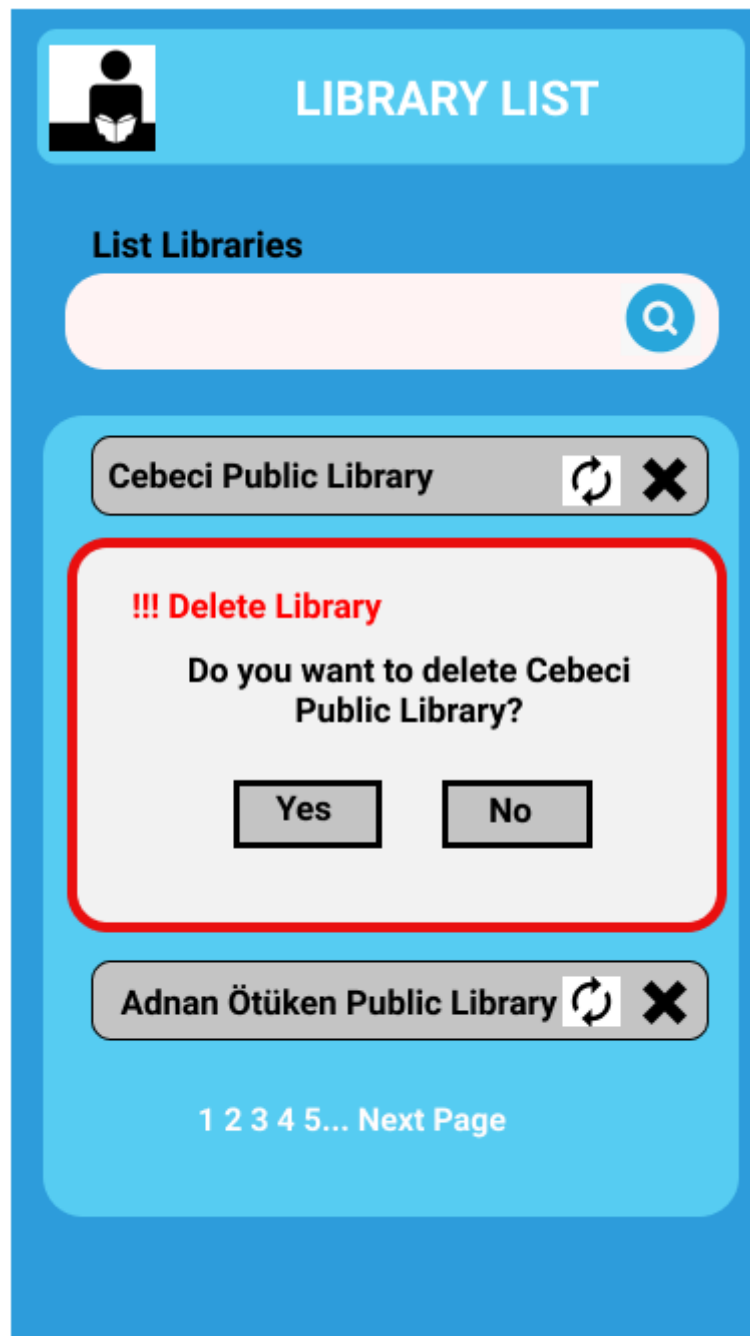 LIBRARY LIST
List Libraries
Cebeci Public Library
!!! Delete Library
Do you want to delete Cebeci
Public Library?
Yes No
Adnan Ötüken Public Library
1 2 3 4 5... Next Page